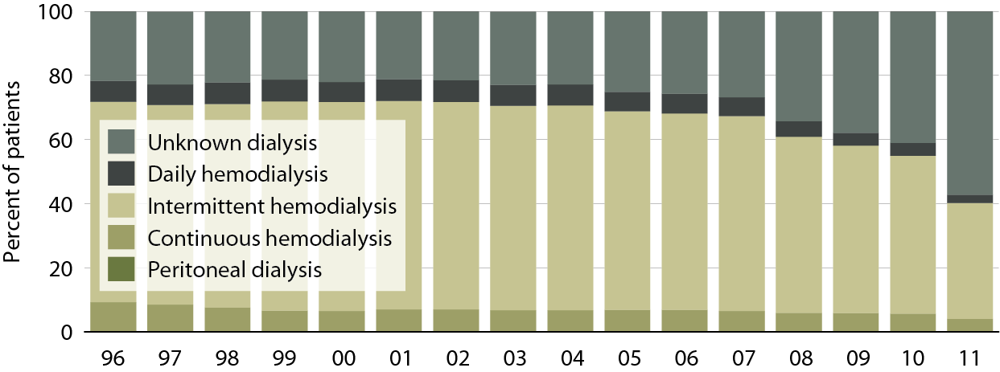 Percent of patients
100
80
60
40
20
0
Unknown dialysis
Daily hemodialysis
Intermittent hemodialysis
Continuous hemodialysis
Peritoneal dialysis
96 97 98 99 00 01 02 03 04 05 06 07 08 09 10 11